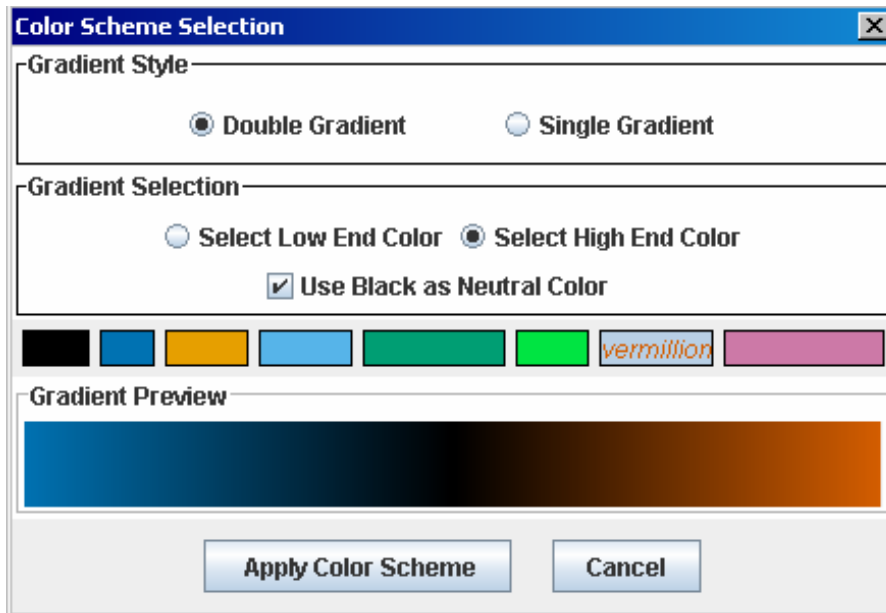 Color Scheme Selection
Gradient Style
Double Gradient Single Gradient
Gradient Selection
Select Low End Color Select High End Color
Use Black as Neutral Color
vermillion
Gradient Preview
Apply Color Scheme Cancel